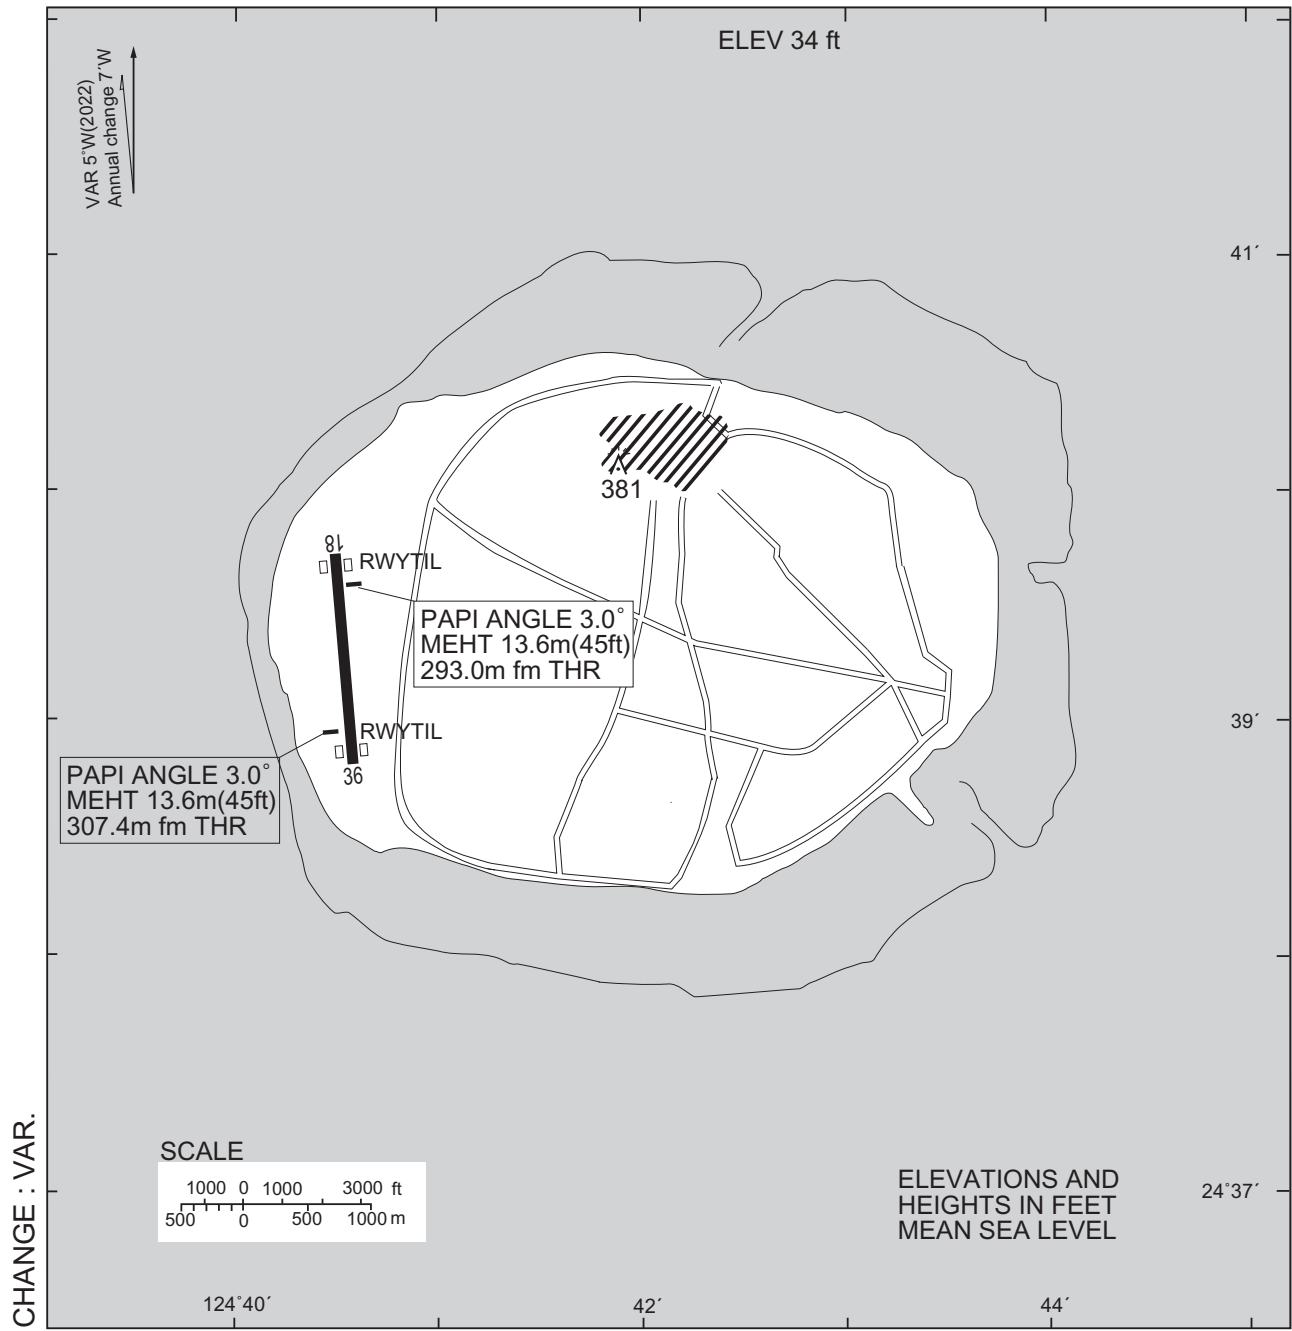 ELEV 34 ft
VAR 5°W(2022)
Annual change 7´W
41´
381
18
RWYTIL
PAPI ANGLE 3.0°
MEHT 13.6m(45ft)
293.0m fm THR
39´
RWYTIL
36
PAPI ANGLE 3.0°
MEHT 13.6m(45ft)
307.4m fm THR
CHANGE : VAR.
SCALE
1000 0 1000 3000 ft
500 0 500 1000 m
ELEVATIONS AND
HEIGHTS IN FEET
MEAN SEA LEVEL
24°37´
124°40´ 42´ 44´